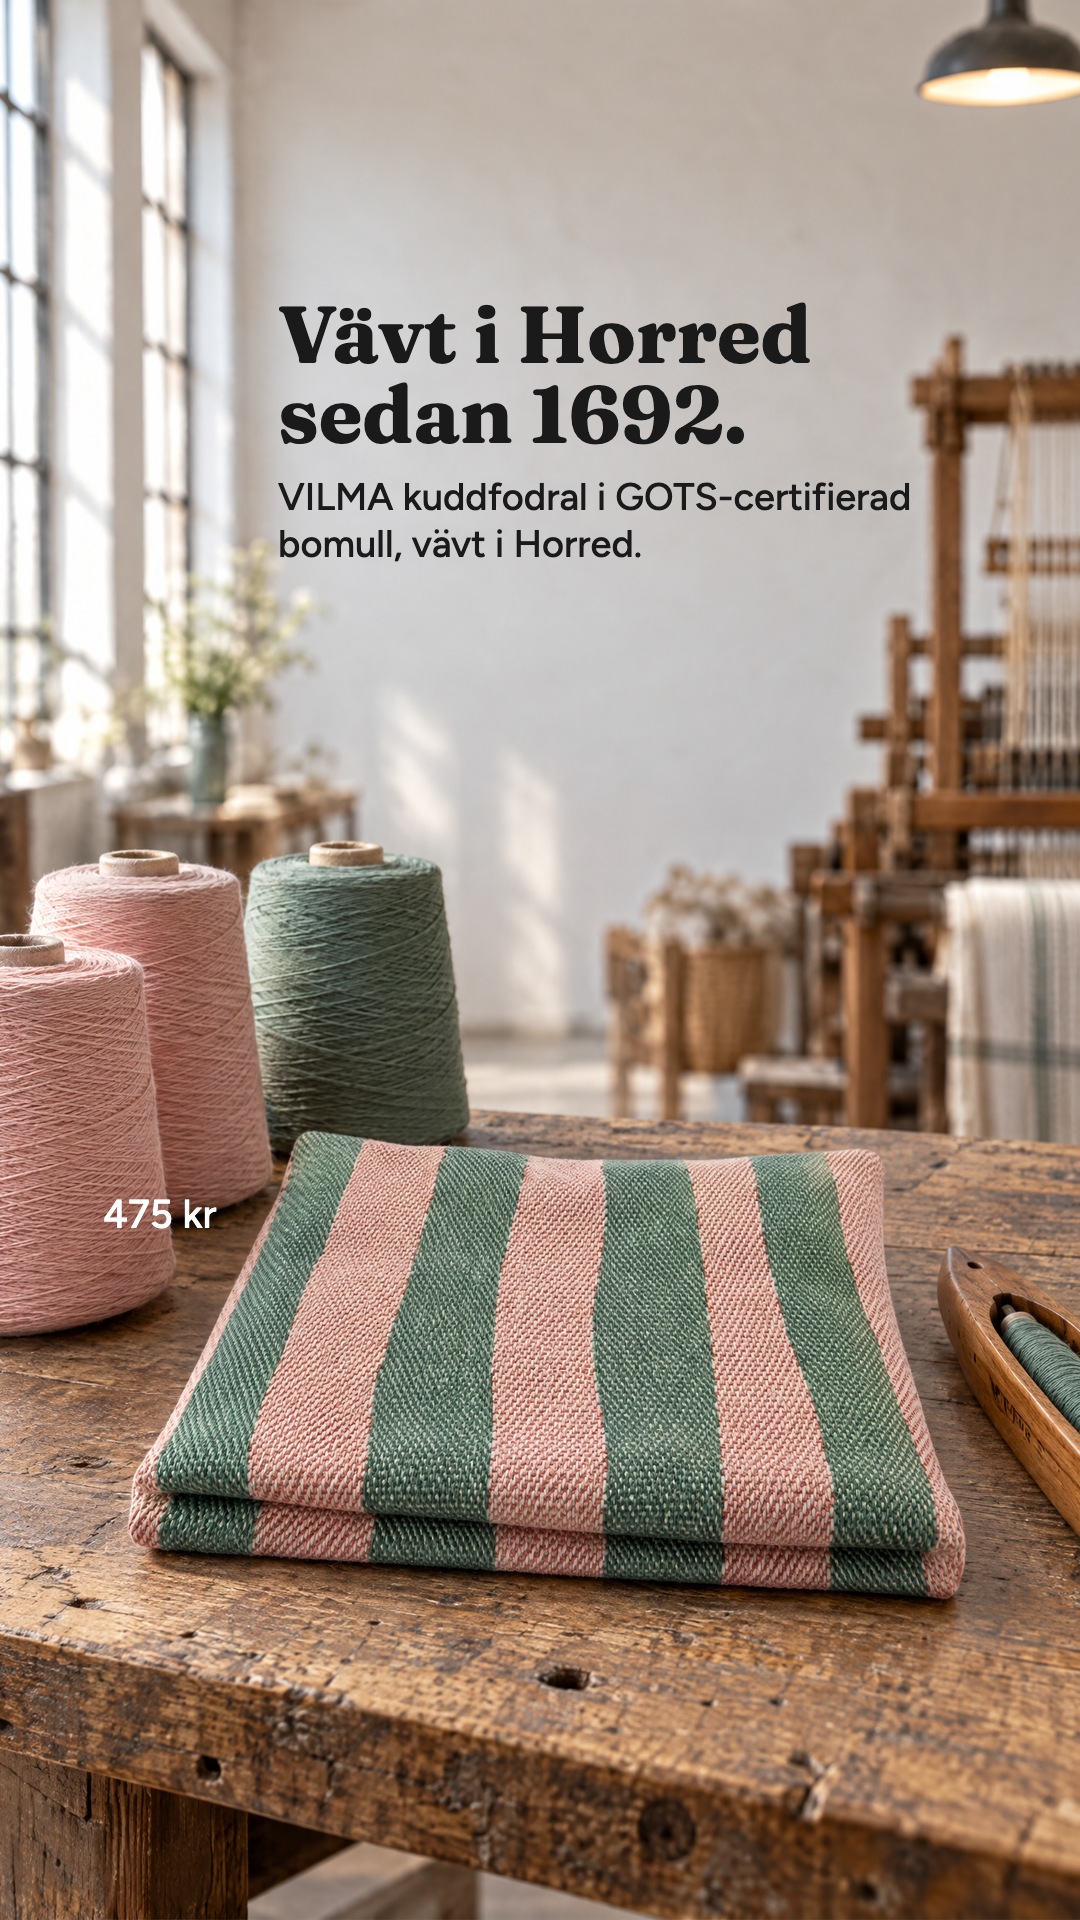 Vävt i Horred
sedan 1692.
VILMA kuddfodral i GOTS-certifierad
bomull, vävt i Horred.
475 kr